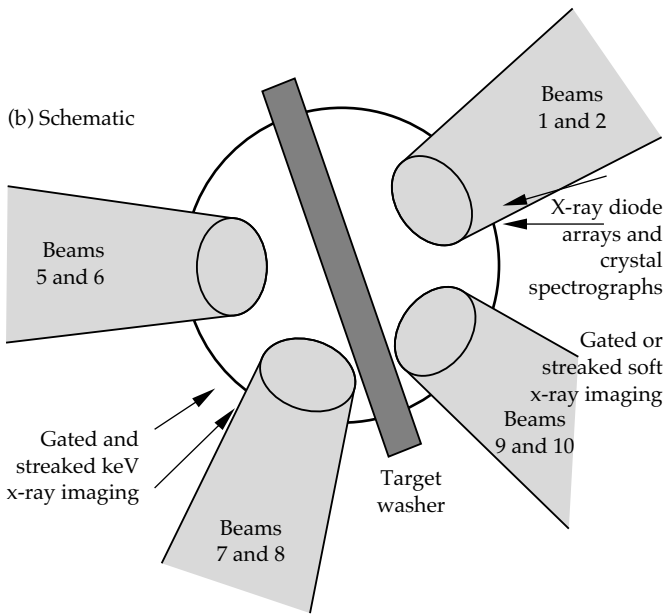 (b) Schematic
Beams
1 and 2
X-ray diode
arrays and
crystal
spectrographs
Beams
5 and 6
Gated or
streaked soft
x-ray imaging
Beams
9 and 10
Gated and
streaked keV
x-ray imaging
Target
washer
Beams
7 and 8